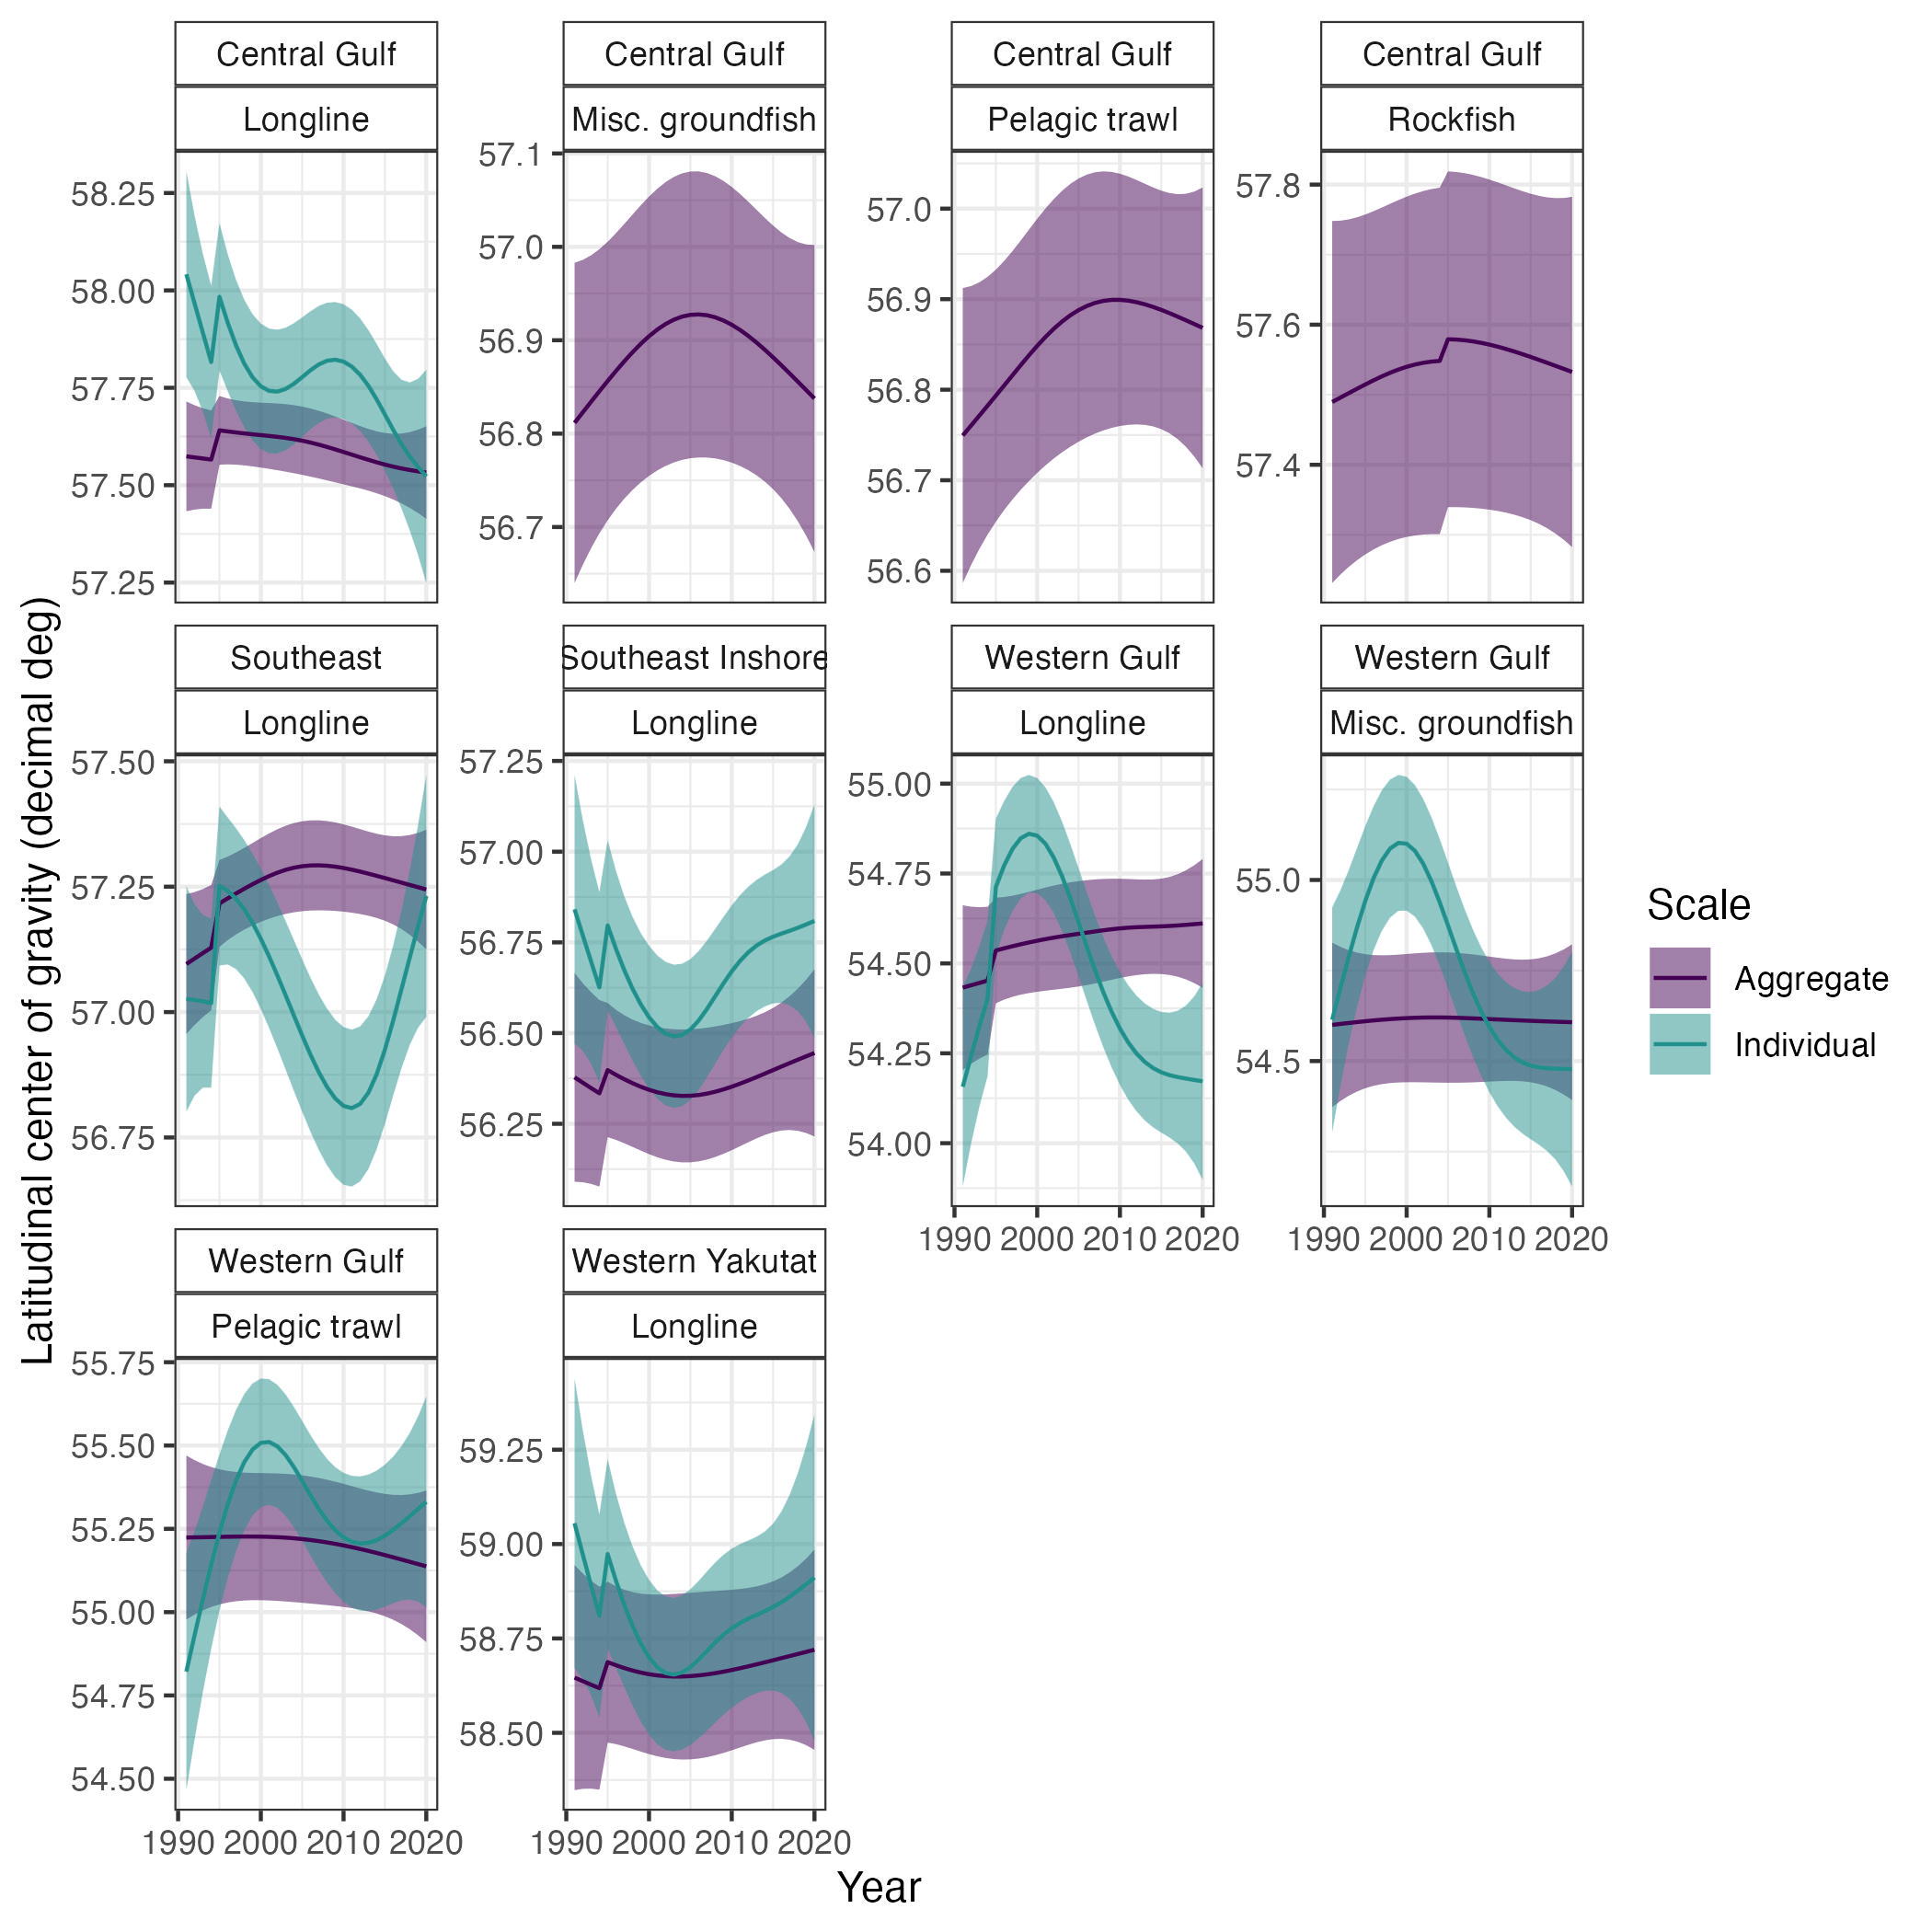 Central Gulf
Longline
58.25
58.00
57.75
57.50
57.25
Central Gulf
Misc. groundfish
57.1
57.0
56.9
56.8
56.7
Central Gulf
Pelagic trawl
57.0
56.9
56.8
56.7
56.6
Central Gulf
Rockfish
57.8
57.6
57.4
Southeast
Longline
57.50
57.25
57.00
56.75
Southeast Inshore
Longline
57.25
57.00
56.75
56.50
56.25
Western Gulf
Longline
55.00
54.75
54.50
54.25
54.00
1990 2000 2010 2020
Western Gulf
Misc. groundfish
55.0
54.5
1990 2000 2010 2020
Western Gulf
Pelagic trawl
55.75
55.50
55.25
55.00
54.75
54.50
1990 2000 2010 2020
Western Yakutat
Longline
59.25
59.00
58.75
58.50
1990 2000 2010 2020
Latitudinal center of gravity (decimal deg)
Year
Scale
Aggregate
Individual